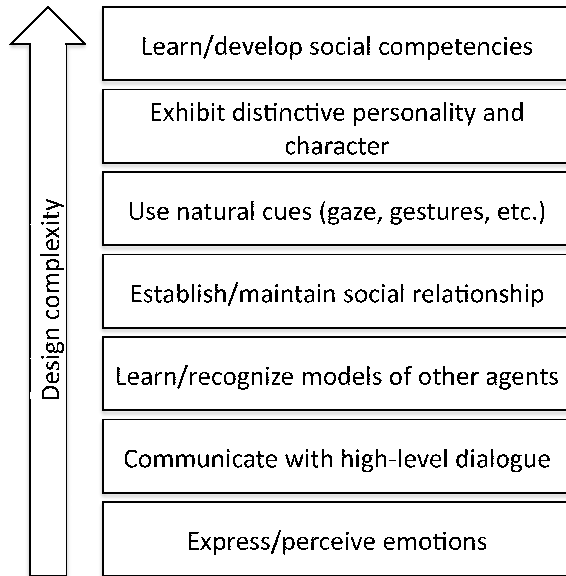 Learn/develop social competencies
Exhibit distinctive personality and
character
Use natural cues (gaze, gestures, etc.)
Establish/maintain social relationship
Learn/recognize models of other agents
Communicate with high-level dialogue
Express/perceive emotions
Design complexity